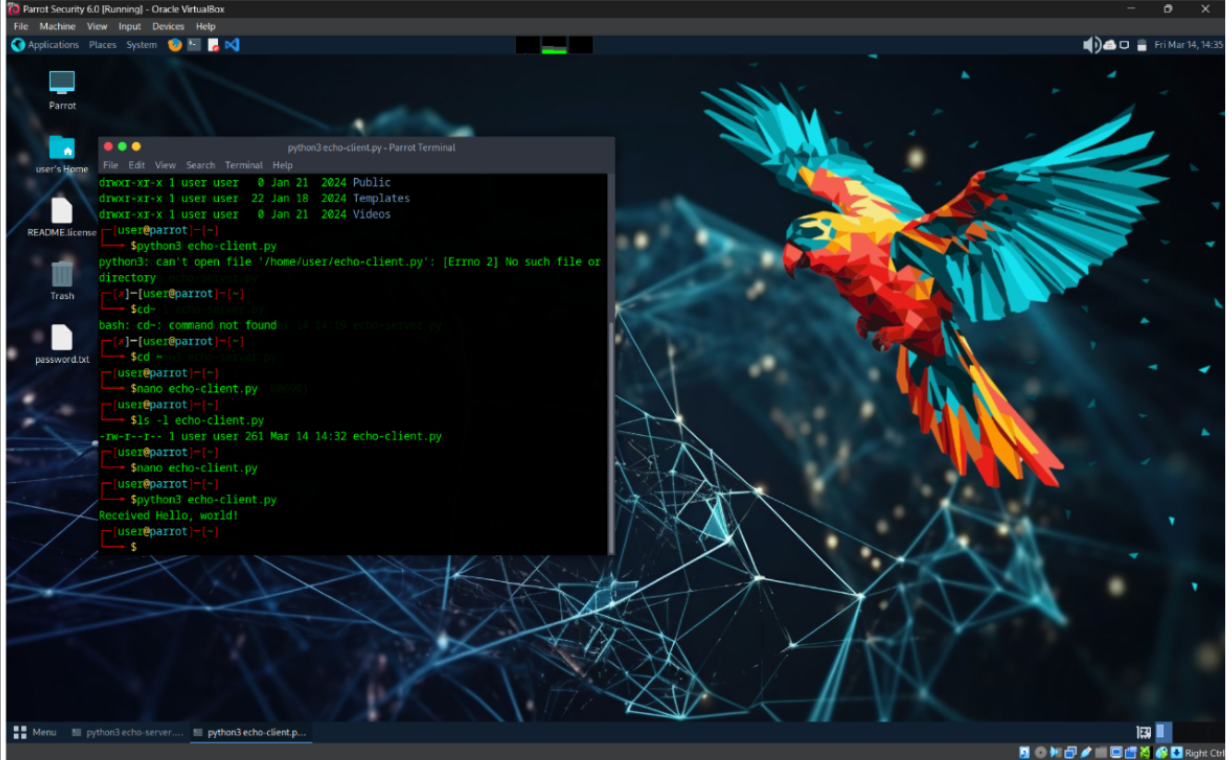 Parrot Security 6.0 [Running] - Oracle VirtualBox
File Machine View Input Devices Help
Applications Places System Fri Mar 14, 14:35
Parrot
user's Home
README.license
Trash
password.txt
python3 echo-client.py - Parrot Terminal
File Edit View Search Terminal Help
drwxr-xr-x 1 user user 0 Jan 21 2024 Public
drwxr-xr-x 1 user user 22 Jan 18 2024 Templates
drwxr-xr-x 1 user user 0 Jan 21 2024 Videos
┌─[user@parrot]─[~]
└──╼ $python3 echo-client.py
python3: can't open file '/home/user/echo-client.py': [Errno 2] No such file or
directory
┌─[✗]─[user@parrot]─[~]
└──╼ $cd~
bash: cd~: command not found
┌─[✗]─[user@parrot]─[~]
└──╼ $cd ~
┌─[user@parrot]─[~]
└──╼ $nano echo-client.py
┌─[user@parrot]─[~]
└──╼ $ls -l echo-client.py
-rw-r--r-- 1 user user 261 Mar 14 14:32 echo-client.py
┌─[user@parrot]─[~]
└──╼ $nano echo-client.py
┌─[user@parrot]─[~]
└──╼ $python3 echo-client.py
Received Hello, world!
┌─[user@parrot]─[~]
└──╼ $
Menu python3 echo-server.... python3 echo-client.p...
Right Ctrl